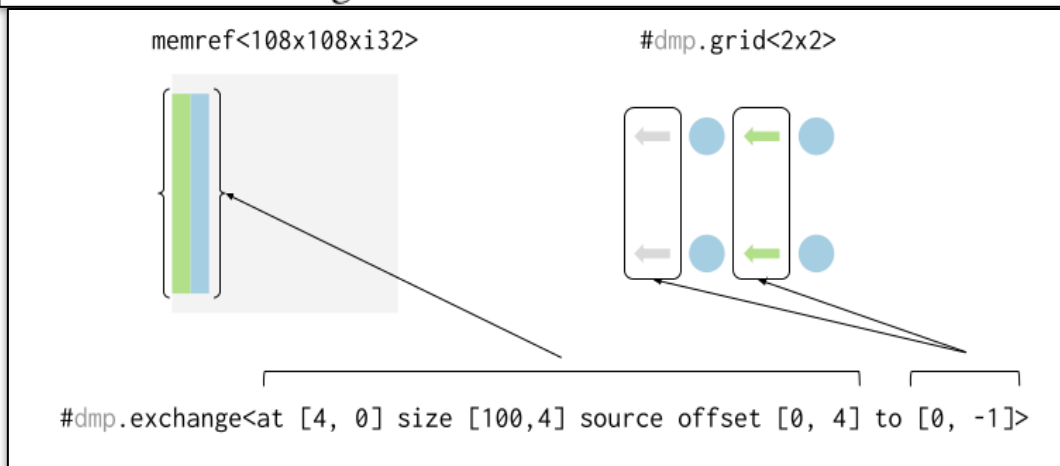 memref<108x108xi32>
#dmp.grid<2x2>
#dmp.exchange<at [4, 0] size [100,4] source offset [0, 4] to [0, -1]>